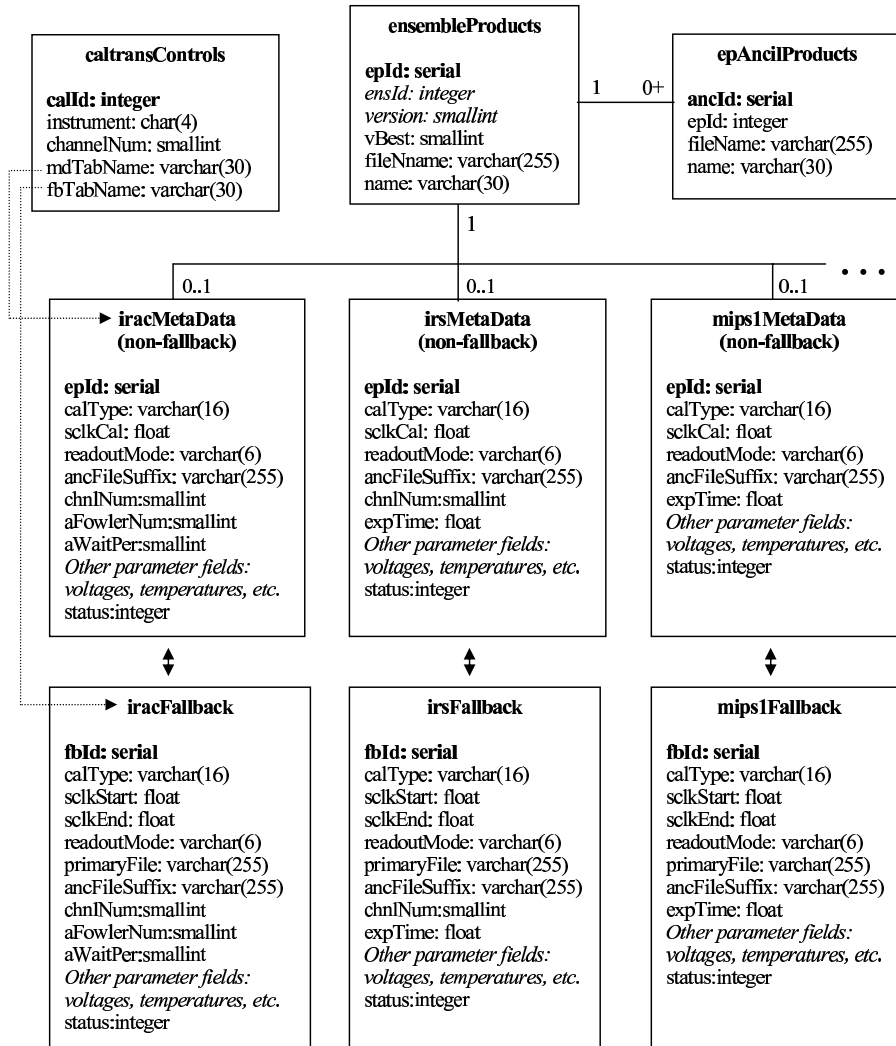 caltransControls
calId: integer
instrument: char(4)
channelNum: smallint
mdTabName: varchar(30)
fbTabName: varchar(30)
ensembleProducts
epId: serial
ensId: integer
version: smallint
vBest: smallint
fileNname: varchar(255)
name: varchar(30)
1
0+
epAncilProducts
ancId: serial
epId: integer
fileName: varchar(255)
name: varchar(30)
1
...
0..1
0..1
0..1
iracMetaData
(non-fallback)
epId: serial
calType: varchar(16)
sclkCal: float
readoutMode: varchar(6)
ancFileSuffix: varchar(255)
chnlNum:smallint
aFowlerNum:smallint
aWaitPer:smallint
Other parameter fields:
voltages, temperatures, etc.
status:integer
irsMetaData
(non-fallback)
epId: serial
calType: varchar(16)
sclkCal: float
readoutMode: varchar(6)
ancFileSuffix: varchar(255)
chnlNum:smallint
expTime: float
Other parameter fields:
voltages, temperatures, etc.
status:integer
mips1MetaData
(non-fallback)
epId: serial
calType: varchar(16)
sclkCal: float
readoutMode: varchar(6)
ancFileSuffix: varchar(255)
expTime: float
Other parameter fields:
voltages, temperatures, etc.
status:integer
iracFallback
fbId: serial
calType: varchar(16)
sclkStart: float
sclkEnd: float
readoutMode: varchar(6)
primaryFile: varchar(255)
ancFileSuffix: varchar(255)
chnlNum:smallint
aFowlerNum:smallint
aWaitPer:smallint
Other parameter fields:
voltages, temperatures, etc.
status:integer
irsFallback
fbId: serial
calType: varchar(16)
sclkStart: float
sclkEnd: float
readoutMode: varchar(6)
primaryFile: varchar(255)
ancFileSuffix: varchar(255)
chnlNum:smallint
expTime: float
Other parameter fields:
voltages, temperatures, etc.
status:integer
mips1Fallback
fbId: serial
calType: varchar(16)
sclkStart: float
sclkEnd: float
readoutMode: varchar(6)
primaryFile: varchar(255)
ancFileSuffix: varchar(255)
expTime: float
Other parameter fields:
voltages, temperatures, etc.
status:integer